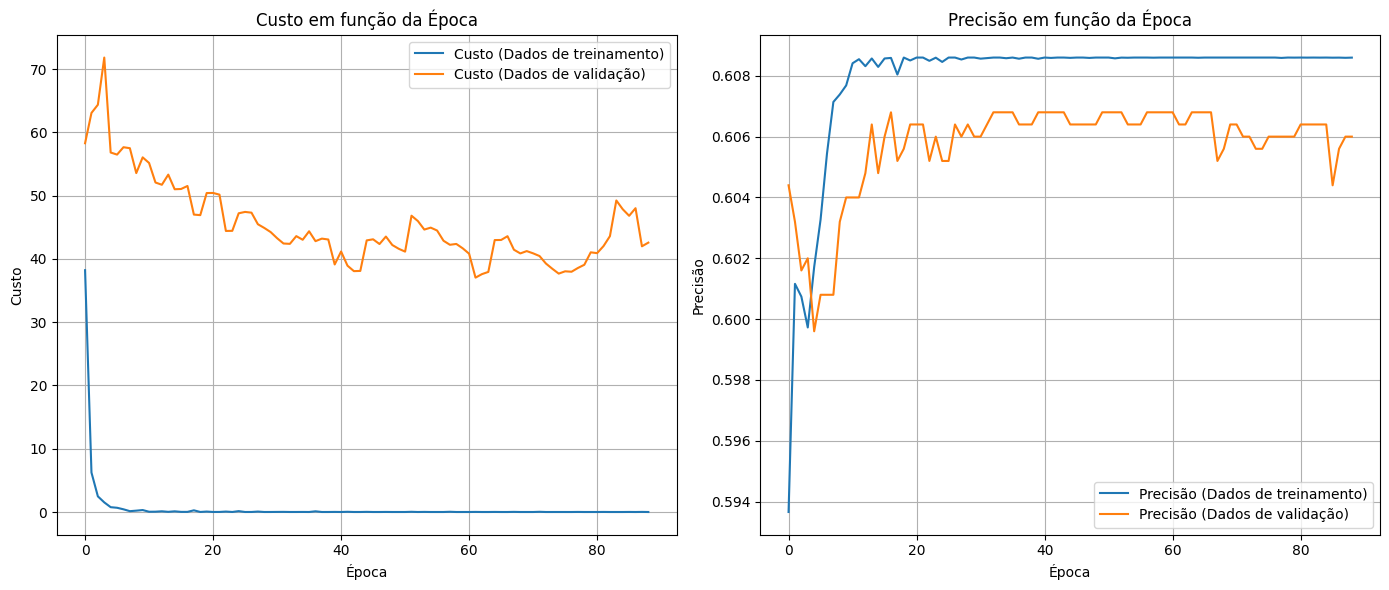 Custo em função da Época
Custo (Dados de treinamento)
Custo (Dados de validação)
70
60
50
40
30
20
10
0
Custo
0
20
40
60
80
Época
Precisão em função da Época
0.608
0.606
0.604
0.602
0.600
0.598
0.596
0.594
Precisão
Precisão (Dados de treinamento)
Precisão (Dados de validação)
0
20
40
60
80
Época